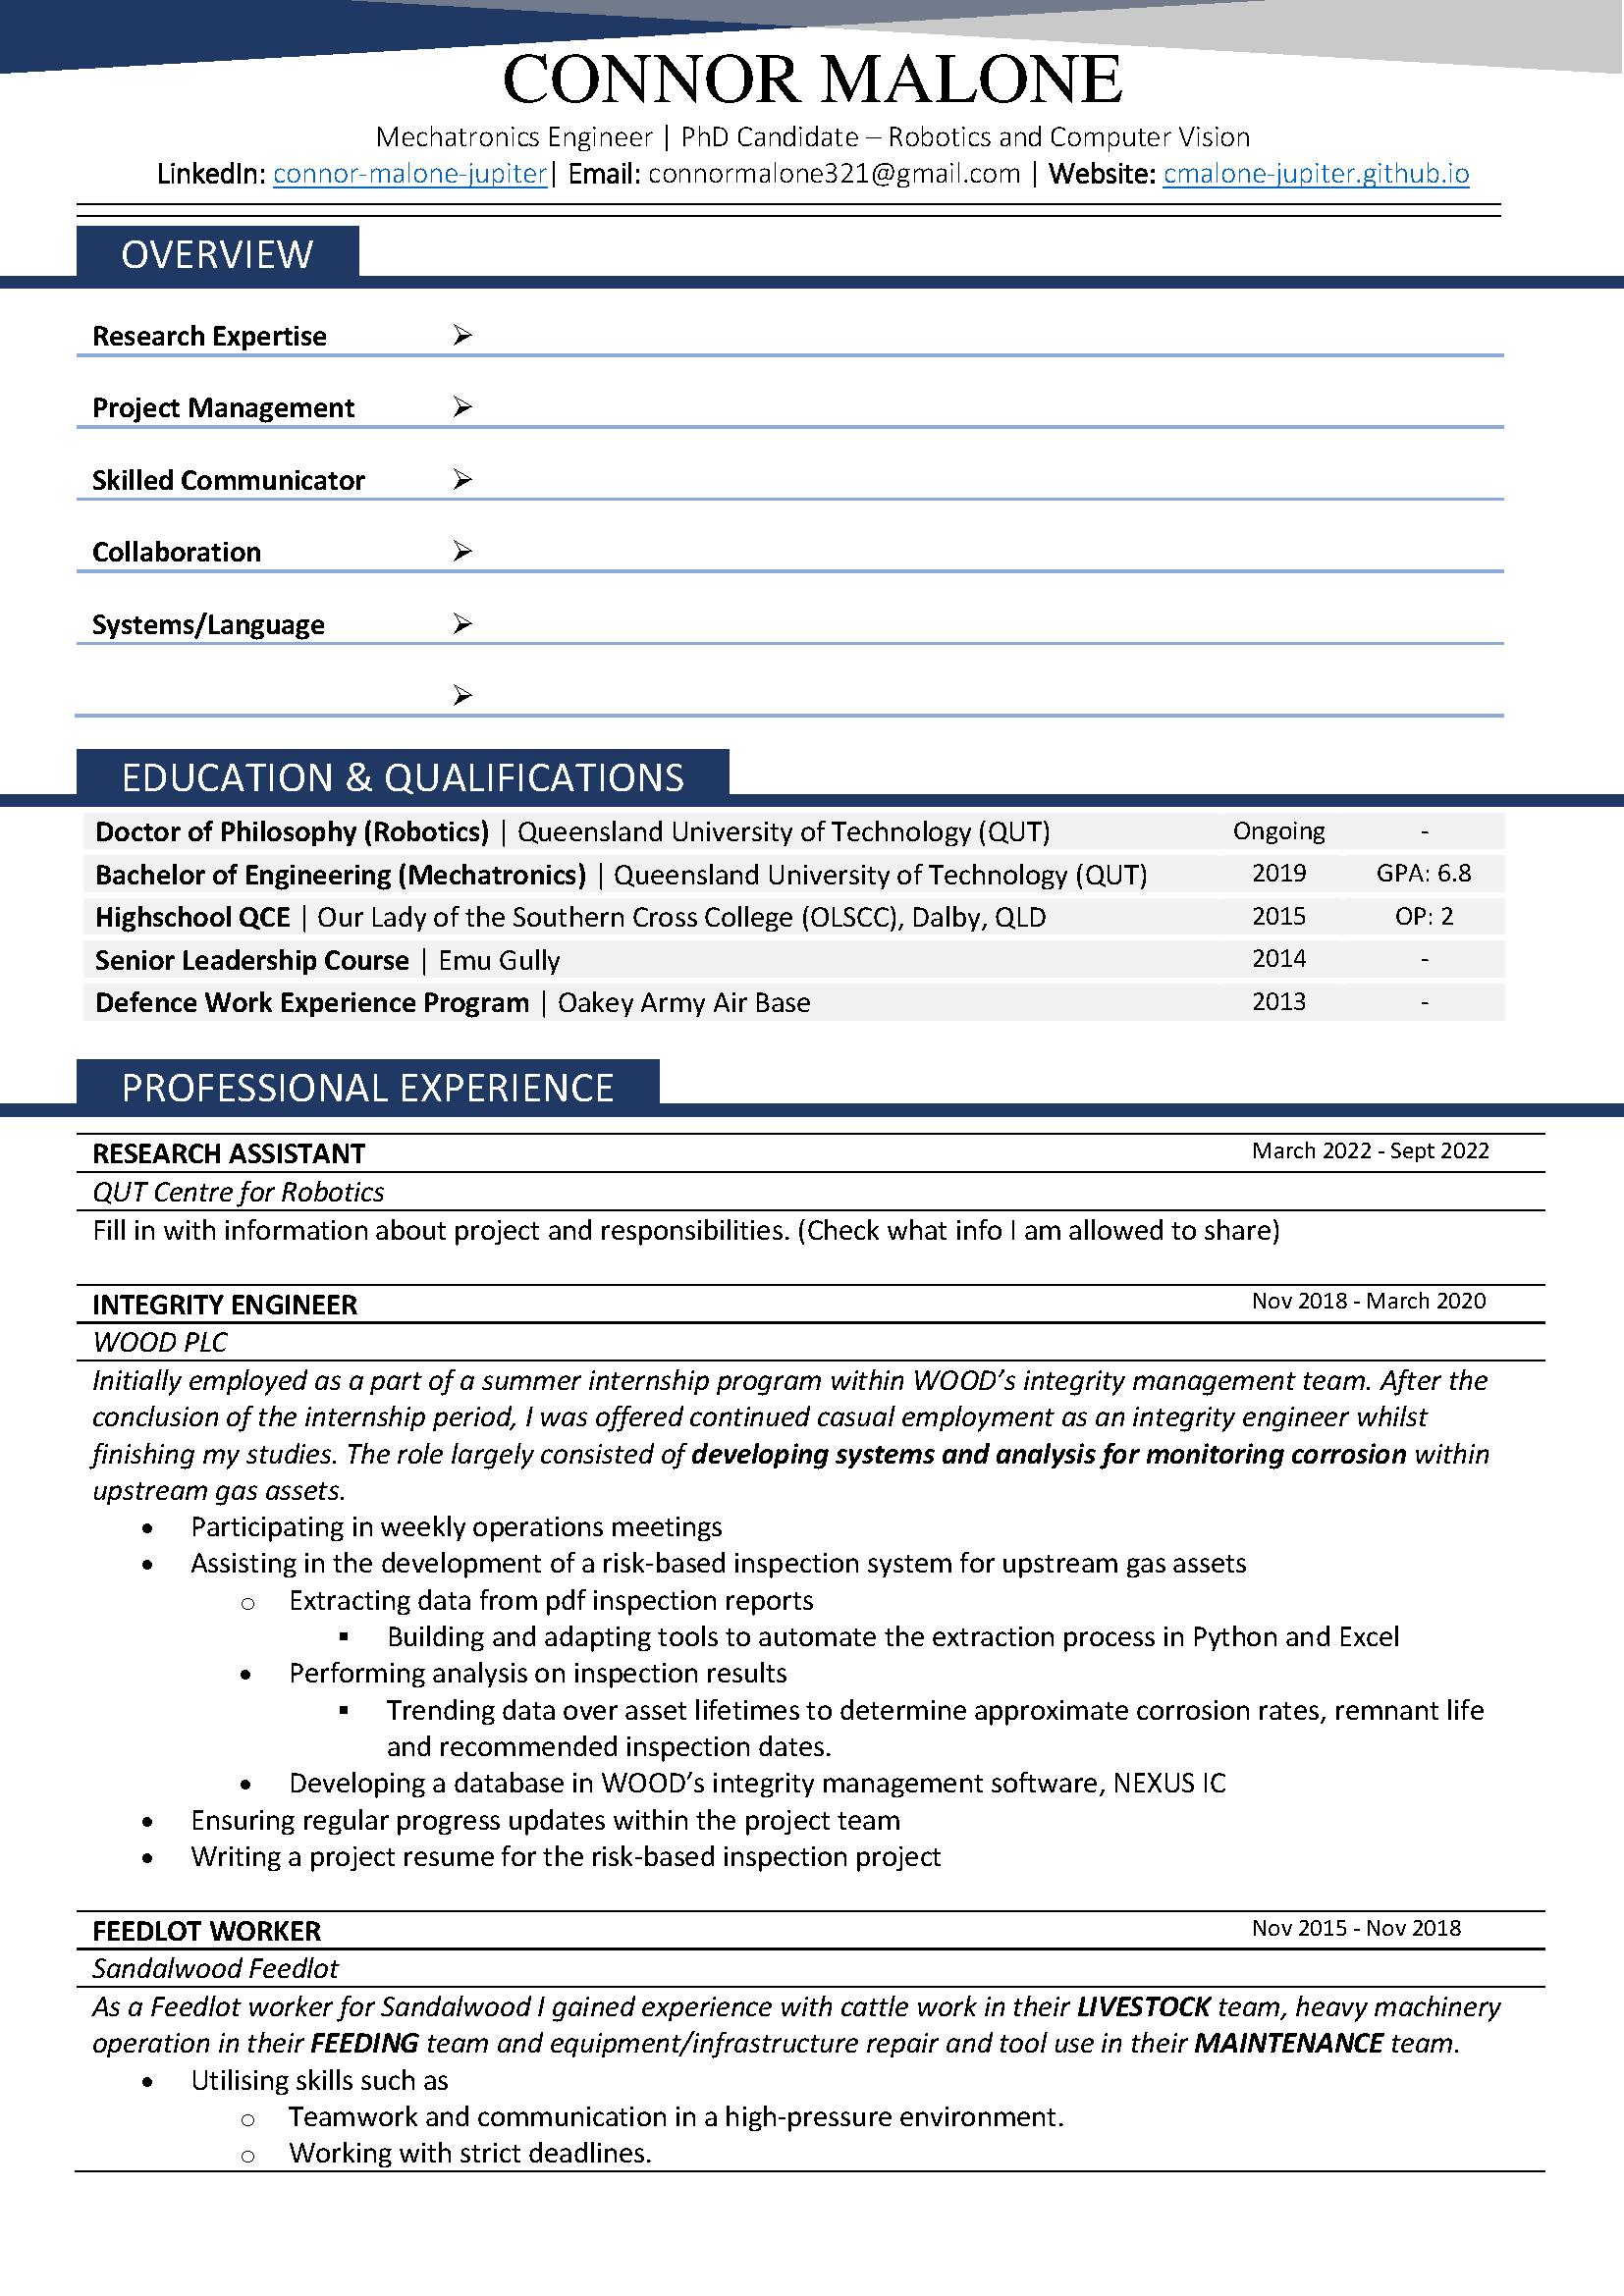 CONNOR MALONE
Mechatronics Engineer | PhD Candidate – Robotics and Computer Vision
LinkedIn: connor-malone-jupiter| Email: connormalone321@gmail.com | Website: cmalone-jupiter.github.io
OVERVIEW
Research Expertise ➢
Project Management ➢
Skilled Communicator ➢
Collaboration ➢
Systems/Language ➢
➢
EDUCATION & QUALIFICATIONS
Doctor of Philosophy (Robotics) | Queensland University of Technology (QUT) Ongoing -
Bachelor of Engineering (Mechatronics) | Queensland University of Technology (QUT) 2019 GPA: 6.8
Highschool QCE | Our Lady of the Southern Cross College (OLSCC), Dalby, QLD 2015 OP: 2
Senior Leadership Course | Emu Gully 2014 -
Defence Work Experience Program | Oakey Army Air Base 2013 -
PROFESSIONAL EXPERIENCE
RESEARCH ASSISTANT March 2022 - Sept 2022
QUT Centre for Robotics
Fill in with information about project and responsibilities. (Check what info I am allowed to share)
INTEGRITY ENGINEER Nov 2018 - March 2020
WOOD PLC
Initially employed as a part of a summer internship program within WOOD’s integrity management team. After the
conclusion of the internship period, I was offered continued casual employment as an integrity engineer whilst
finishing my studies. The role largely consisted of developing systems and analysis for monitoring corrosion within
upstream gas assets.
• Participating in weekly operations meetings
• Assisting in the development of a risk-based inspection system for upstream gas assets
o Extracting data from pdf inspection reports
▪ Building and adapting tools to automate the extraction process in Python and Excel
• Performing analysis on inspection results
▪ Trending data over asset lifetimes to determine approximate corrosion rates, remnant life
and recommended inspection dates.
• Developing a database in WOOD’s integrity management software, NEXUS IC
• Ensuring regular progress updates within the project team
• Writing a project resume for the risk-based inspection project
FEEDLOT WORKER Nov 2015 - Nov 2018
Sandalwood Feedlot
As a Feedlot worker for Sandalwood I gained experience with cattle work in their LIVESTOCK team, heavy machinery
operation in their FEEDING team and equipment/infrastructure repair and tool use in their MAINTENANCE team.
• Utilising skills such as
o Teamwork and communication in a high-pressure environment.
o Working with strict deadlines.